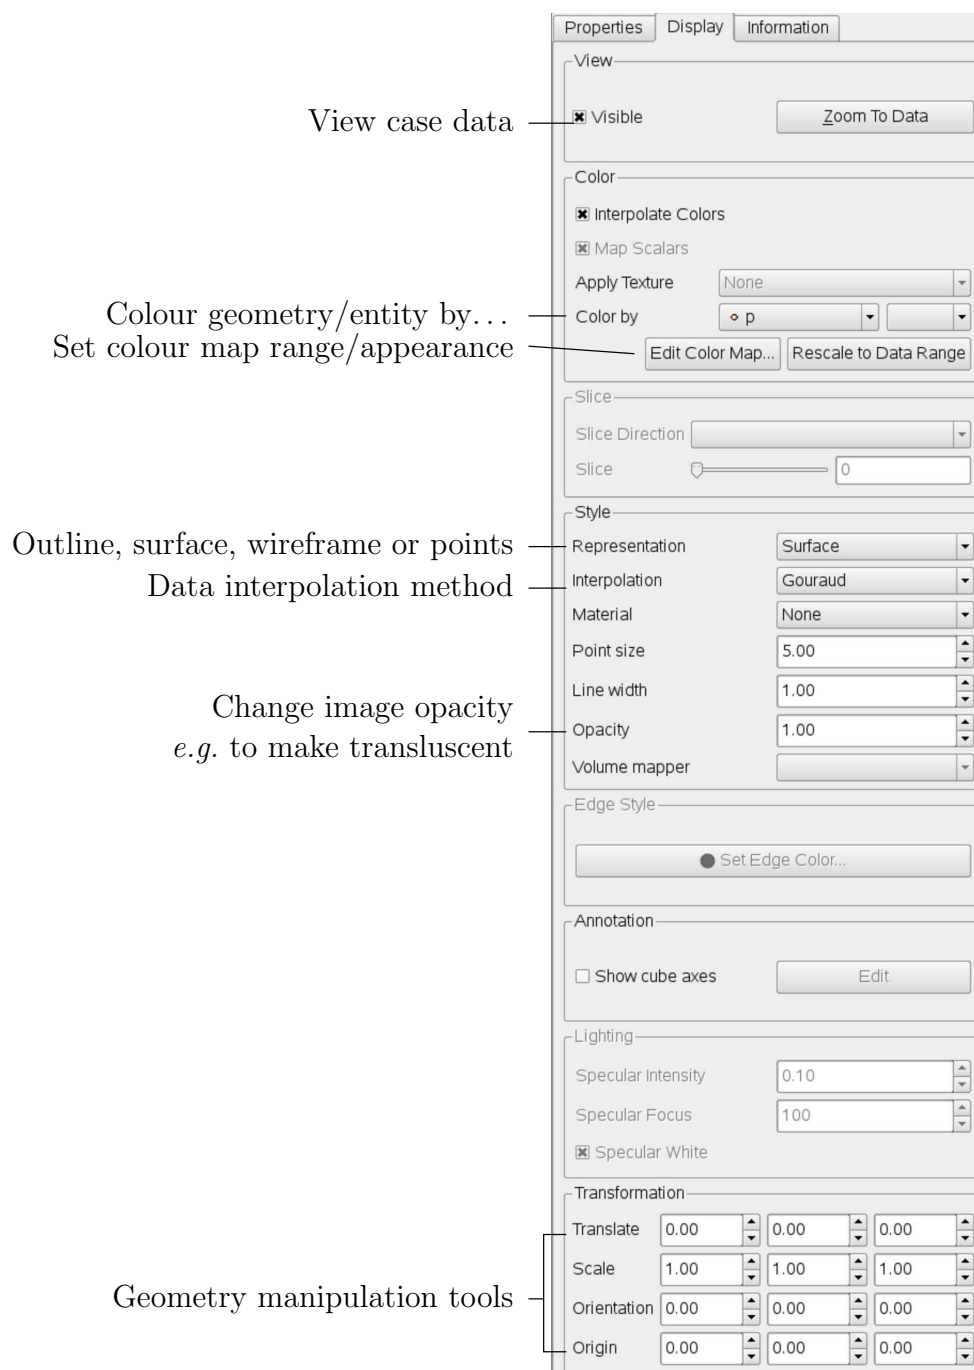 Properties Display Information
View
View case data Visible Zoom To Data
Color
Interpolate Colors
Map Scalars
Apply Texture None
Colour geometry/entity by... Color by p
Set colour map range/appearance Edit Color Map... Rescale to Data Range
Slice
Slice Direction
Slice 0
Style
Outline, surface, wireframe or points Representation Surface
Data interpolation method Interpolation Gouraud
Material None
Point size 5.00
Line width 1.00
Change image opacity
Opacity 1.00
e.g. to make transluscent
Volume mapper
Edge Style
Set Edge Color...
Annotation
Show cube axes Edit
Lighting
Specular Intensity 0.10
Specular Focus 100
Specular White
Transformation
Translate 0.00 0.00 0.00
Scale 1.00 1.00 1.00
Geometry manipulation tools
Orientation 0.00 0.00 0.00
Origin 0.00 0.00 0.00